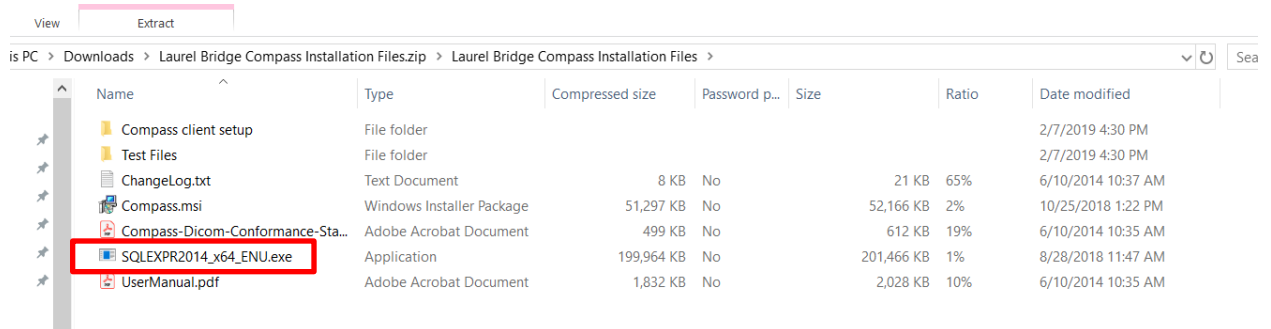 View Extract
is PC > Downloads > Laurel Bridge Compass Installation Files.zip > Laurel Bridge Compass Installation Files > Sea
Name Type Compressed size Password p... Size Ratio Date modified
Compass client setup File folder 2/7/2019 4:30 PM
Test Files File folder 2/7/2019 4:30 PM
ChangeLog.txt Text Document 8 KB No 21 KB 65% 6/10/2014 10:37 AM
Compass.msi Windows Installer Package 51,297 KB No 52,166 KB 2% 10/25/2018 1:22 PM
Compass-Dicom-Conformance-Sta... Adobe Acrobat Document 499 KB No 612 KB 19% 6/10/2014 10:35 AM
SQLEXPR2014_x64_ENU.exe Application 199,964 KB No 201,466 KB 1% 8/28/2018 11:47 AM
UserManual.pdf Adobe Acrobat Document 1,832 KB No 2,028 KB 10% 6/10/2014 10:35 AM